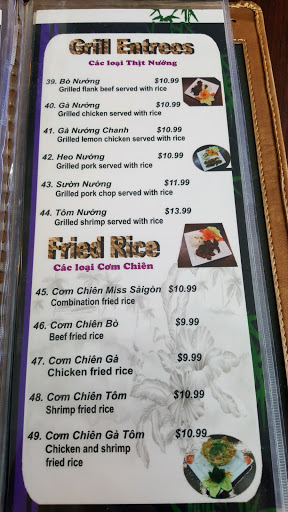 Grill Entrees
Các loại Thịt Nướng
39. Bò Nướng $10.99
Grilled flank beef served with rice
40. Gà Nướng $10.99
Grilled chicken served with rice
41. Gà Nướng Chanh $10.99
Grilled lemon chicken served with rice
42. Heo Nướng $10.99
Grilled pork served with rice
43. Sườn Nướng $11.99
Grilled pork chop served with rice
44. Tôm Nướng $13.99
Grilled shrimp served with rice
Fried Rice
Các loại Cơm Chiên
45. Cơm Chiên Miss Sàigòn $10.99
Combination fried rice
46. Cơm Chiên Bò $9.99
Beef fried rice
47. Cơm Chiên Gà $9.99
Chicken fried rice
48. Cơm Chiên Tôm $10.99
Shrimp fried rice
49. Cơm Chiên Gà Tôm $10.99
Chicken and shrimp
fried rice